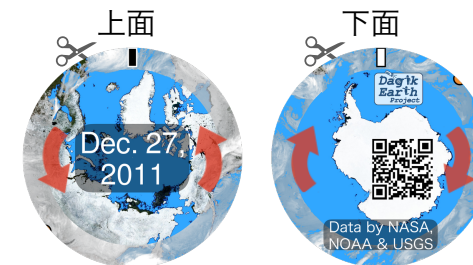 上面
下面
Dec. 27,
2011
Dagik
Earth
Project
Data by NASA,
NOAA & USGS